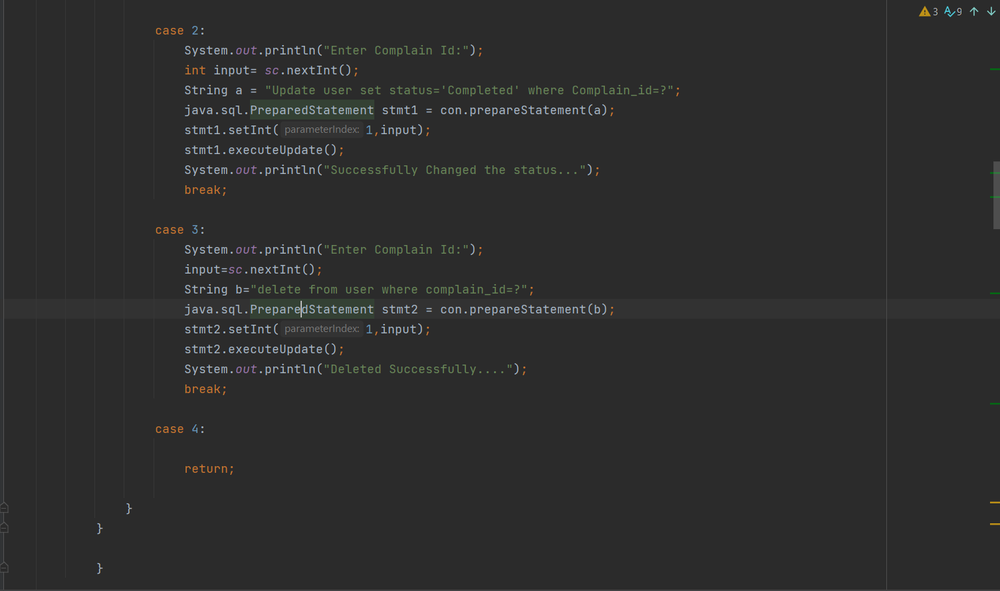 3 9
case 2:
System.out.println("Enter Complain Id:");
int input= sc.nextInt();
String a = "Update user set status='Completed' where Complain_id=?";
java.sql.PreparedStatement stmt1 = con.prepareStatement(a);
stmt1.setInt( parameterIndex: 1,input);
stmt1.executeUpdate();
System.out.println("Successfully Changed the status...");
break;
case 3:
System.out.println("Enter Complain Id:");
input=sc.nextInt();
String b="delete from user where complain_id=?";
java.sql.PreparedStatement stmt2 = con.prepareStatement(b);
stmt2.setInt( parameterIndex: 1,input);
stmt2.executeUpdate();
System.out.println("Deleted Successfully....");
break;
case 4:
return;
}
}
}